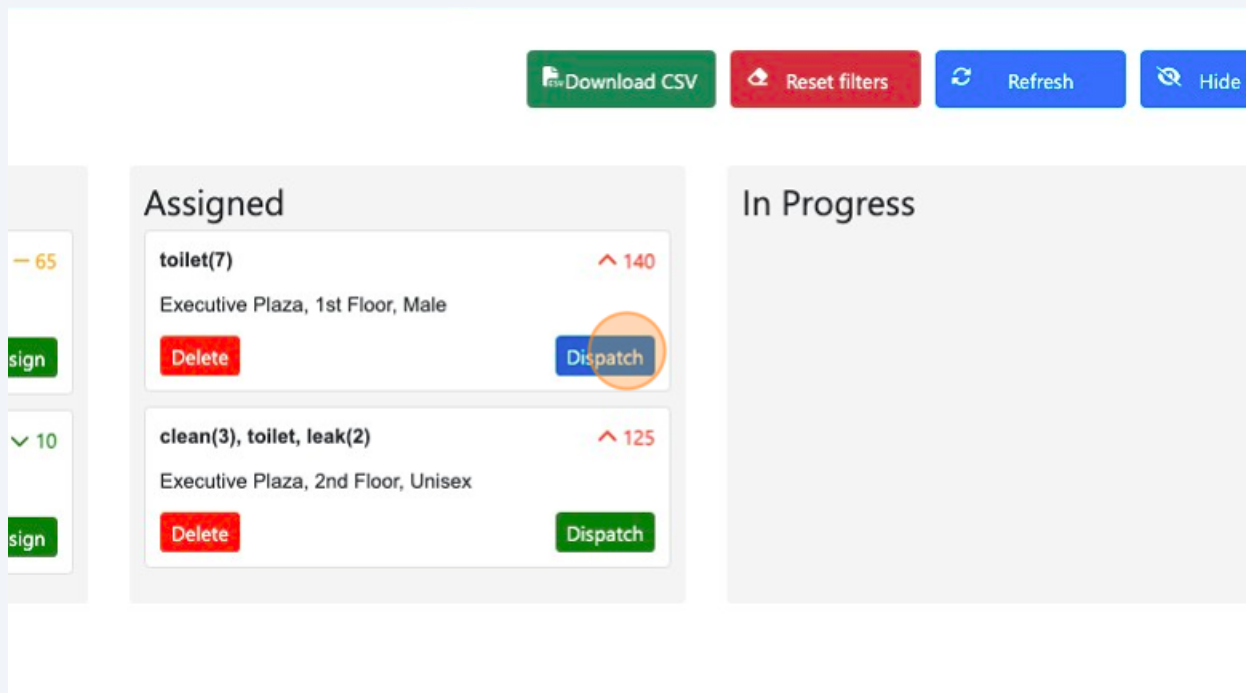 Download CSV
Reset filters
Refresh
Hide
65
sign
10
sign
Assigned
toilet(7)
140
Executive Plaza, 1st Floor, Male
Delete
Dispatch
clean(3), toilet, leak(2)
125
Executive Plaza, 2nd Floor, Unisex
Delete
Dispatch
In Progress